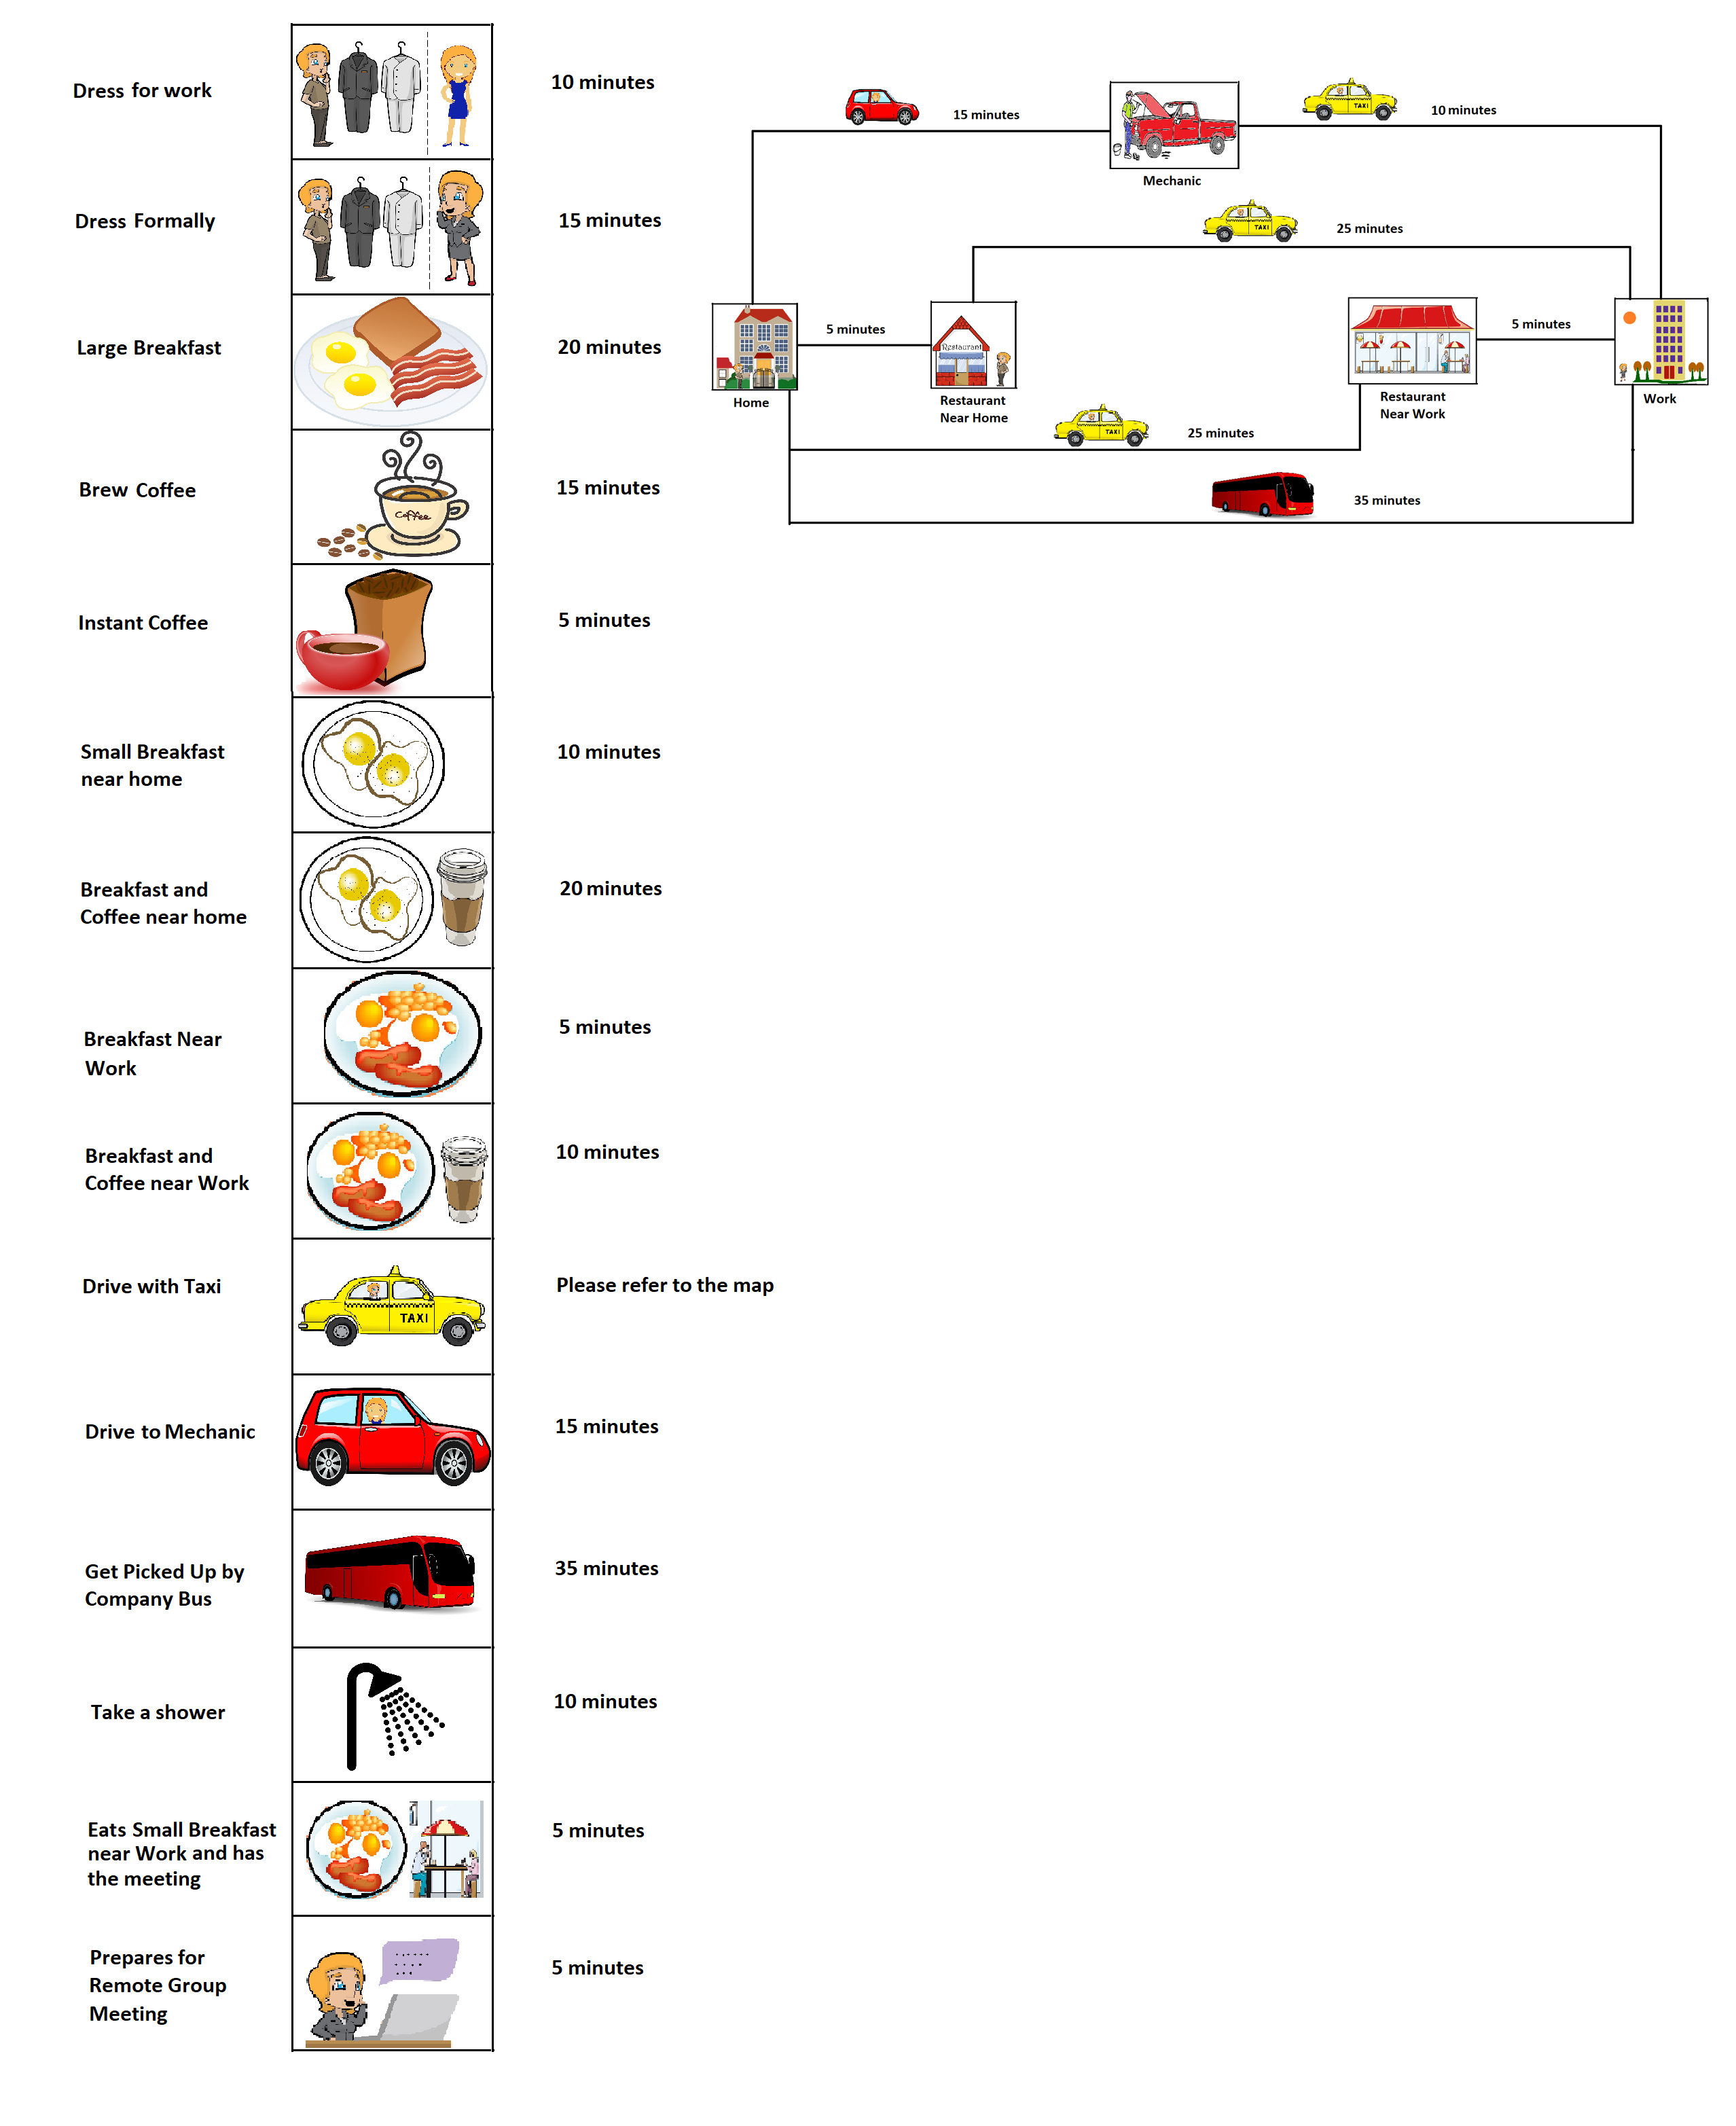 Dress for work
10 minutes
Dress Formally
15 minutes
Large Breakfast
20 minutes
Brew Coffee
Coffee
15 minutes
Instant Coffee
5 minutes
Small Breakfast
near home
10 minutes
Breakfast and
Coffee near home
20 minutes
Breakfast Near
Work
5 minutes
Breakfast and
Coffee near Work
10 minutes
Drive with Taxi
TAXI
Please refer to the map
Drive to Mechanic
15 minutes
Get Picked Up by
Company Bus
35 minutes
Take a shower
10 minutes
Eats Small Breakfast
near Work and has
the meeting
5 minutes
Prepares for
Remote Group
Meeting
5 minutes
15 minutes
Mechanic
TAXI
10 minutes
TAXI
25 minutes
Home
5 minutes
Restaurant
Restaurant
Near Home
TAXI
25 minutes
Restaurant
Near Work
5 minutes
Work
35 minutes